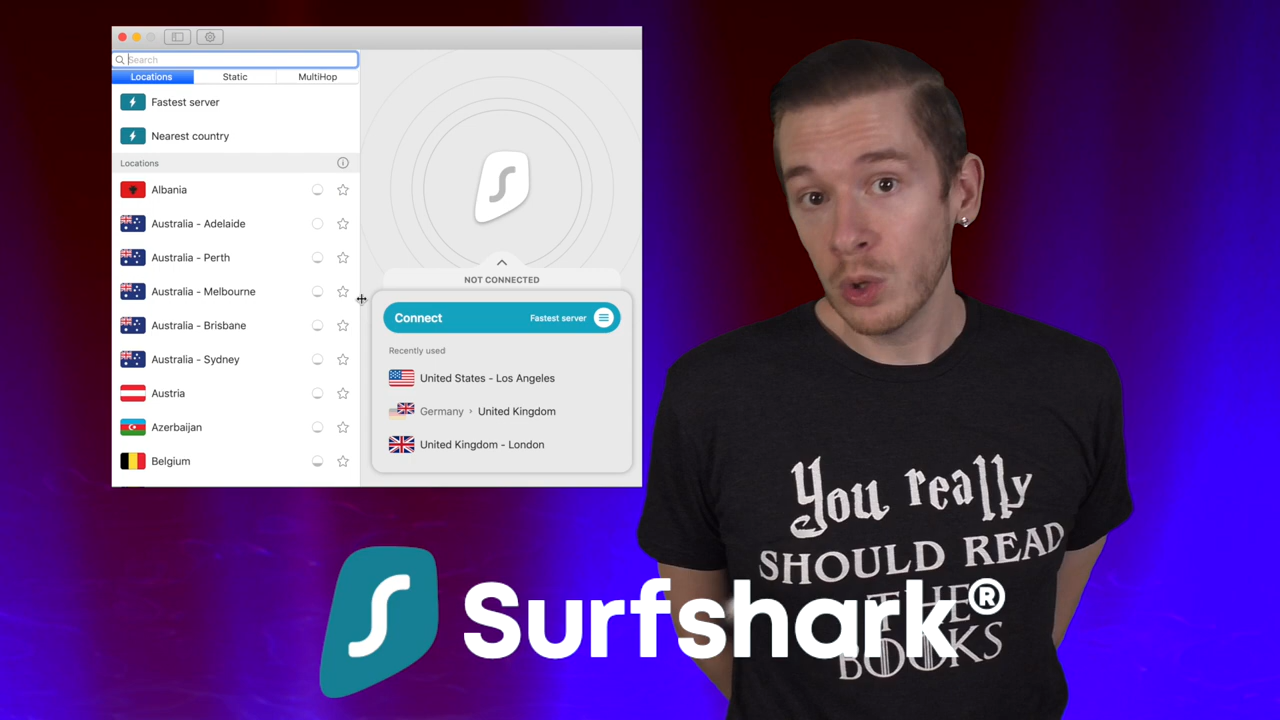 Search
Locations
Static
MultiHop
Fastest server
Nearest country
Locations
Albania
Australia - Adelaide
Australia - Perth
Australia - Melbourne
Australia - Brisbane
Australia - Sydney
Austria
Azerbaijan
Belgium
NOT CONNECTED
Connect
Fastest server
Recently used
United States - Los Angeles
Germany › United Kingdom
United Kingdom - London
You really
SHOULD READ
THE
BOOKS
Surfshark®